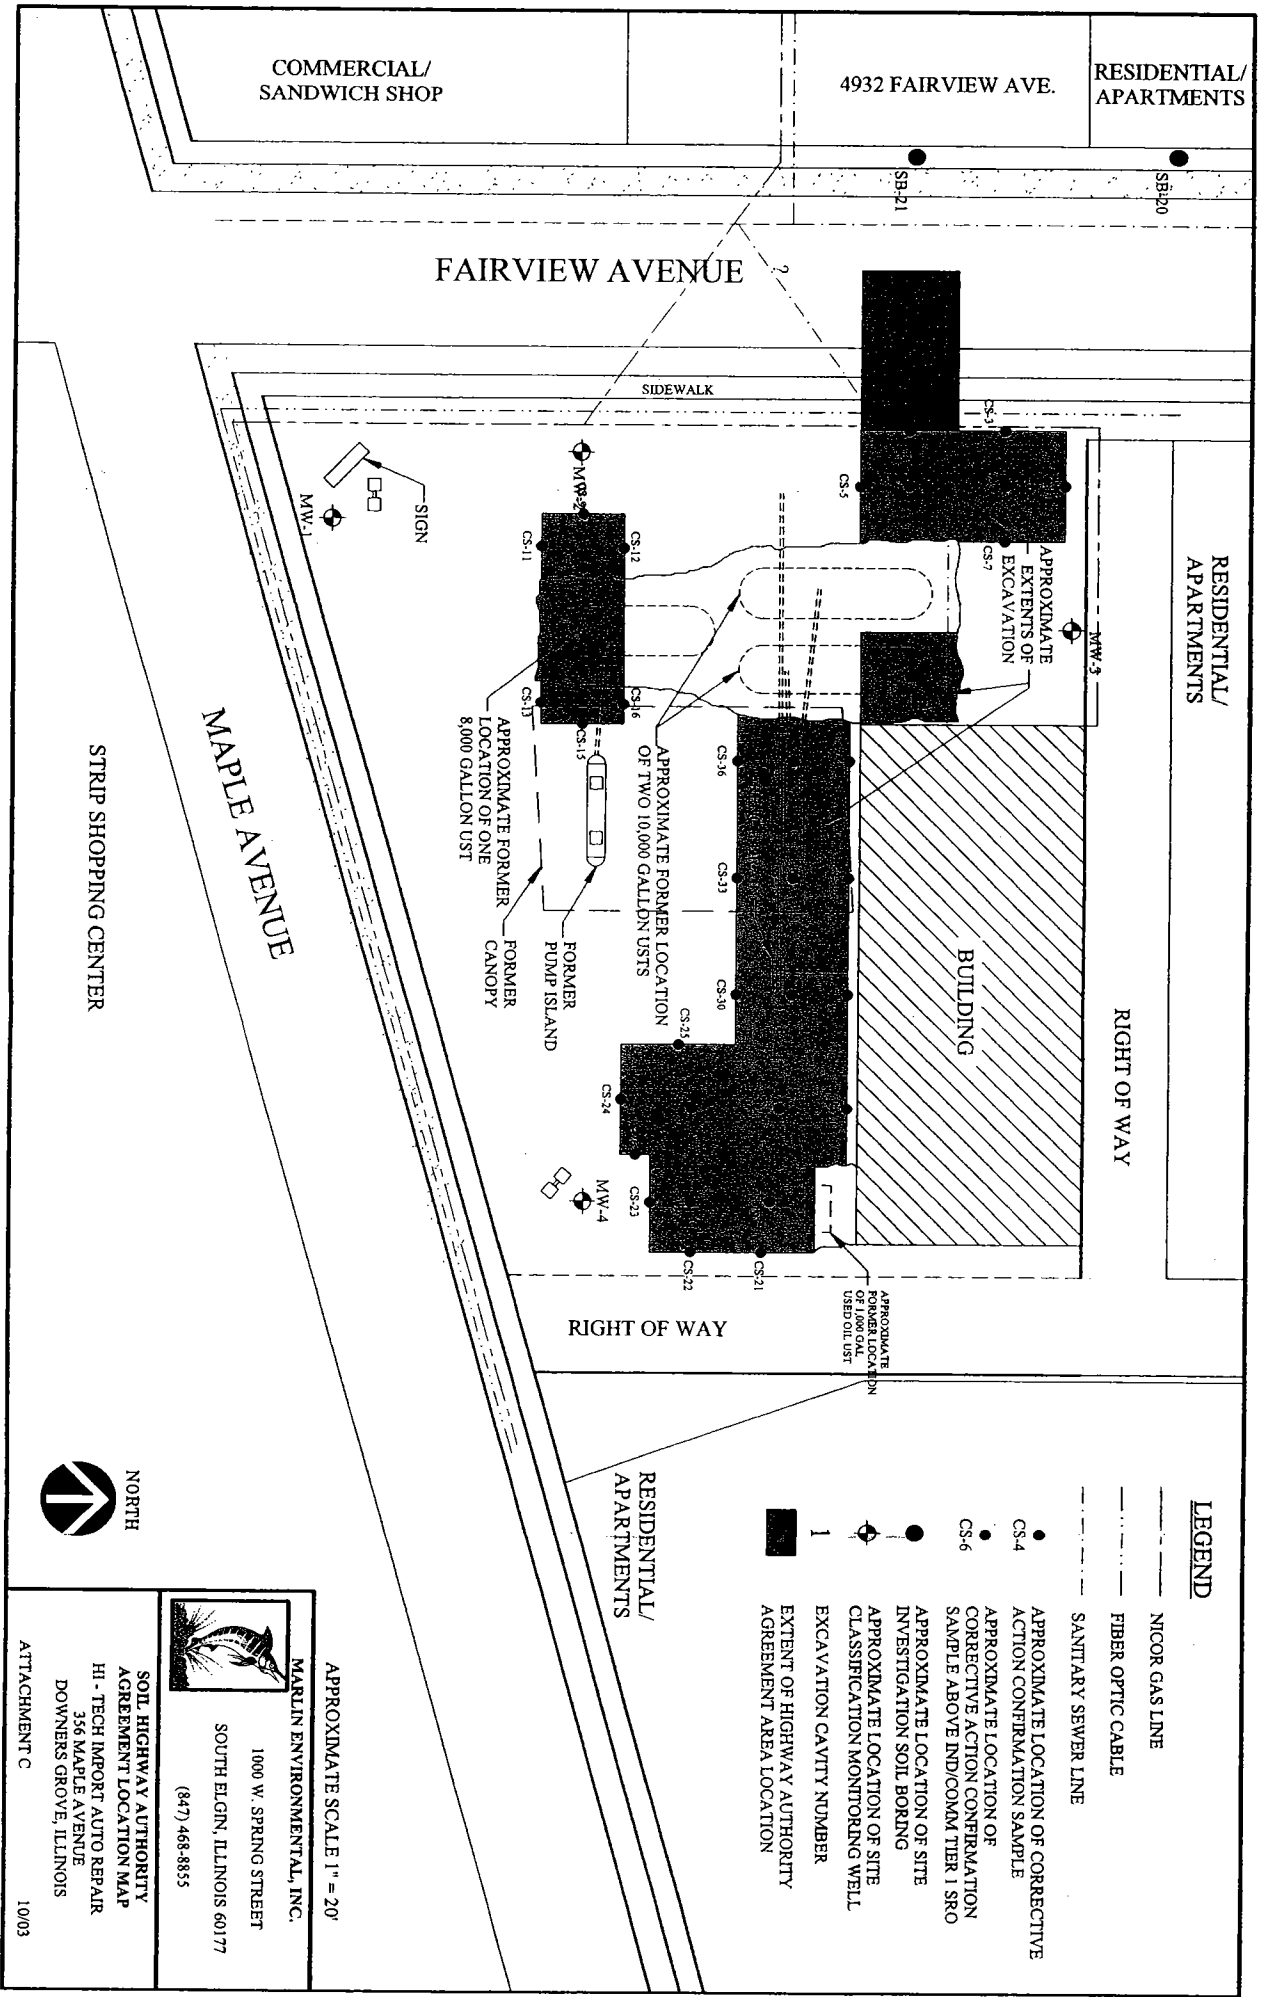 COMMERCIAL/
SANDWICH SHOP
4932 FAIRVIEW AVE.
RESIDENTIAL/
APARTMENTS
SB-21
SB-20
FAIRVIEW AVENUE
?
SIDEWALK
SIGN
MW-1
MW-2
CS-11
CS-12
CS-13
CS-16
CS-15
CS-3
CS-5
CS-7
APPROXIMATE
EXTENTS OF
EXCAVATION
MW-3
RESIDENTIAL/
APARTMENTS
APPROXIMATE FORMER
LOCATION OF ONE
8,000 GALLON UST
APPROXIMATE FORMER LOCATION
OF TWO 10,000 GALLON USTS
FORMER
PUMP ISLAND
FORMER
CANOPY
CS-36
CS-33
CS-30
CS-25
CS-24
CS-23
CS-22
CS-21
MW-4
BUILDING
RIGHT OF WAY
APPROXIMATE
FORMER LOCATION
OF 1,000 GAL
USED OIL UST
RIGHT OF WAY
MAPLE AVENUE
STRIP SHOPPING CENTER
RESIDENTIAL/
APARTMENTS
LEGEND
NICOR GAS LINE
FIBER OPTIC CABLE
SANITARY SEWER LINE
CS-4
APPROXIMATE LOCATION OF CORRECTIVE
ACTION CONFIRMATION SAMPLE
CS-6
APPROXIMATE LOCATION OF
CORRECTIVE ACTION CONFIRMATION
SAMPLE ABOVE IND/COMM TIER 1 SRO
APPROXIMATE LOCATION OF SITE
INVESTIGATION SOIL BORING
APPROXIMATE LOCATION OF SITE
CLASSIFICATION MONITORING WELL
1
EXCAVATION CAVITY NUMBER
EXTENT OF HIGHWAY AUTHORITY
AGREEMENT AREA LOCATION
NORTH
APPROXIMATE SCALE 1" = 20'
MARLIN ENVIRONMENTAL, INC.
1000 W. SPRING STREET
SOUTH ELGIN, ILLINOIS 60177
(847) 468-8855
SOIL HIGHWAY AUTHORITY
AGREEMENT LOCATION MAP
HI - TECH IMPORT AUTO REPAIR
356 MAPLE AVENUE
DOWNERS GROVE, ILLINOIS
ATTACHMENT C
10/03